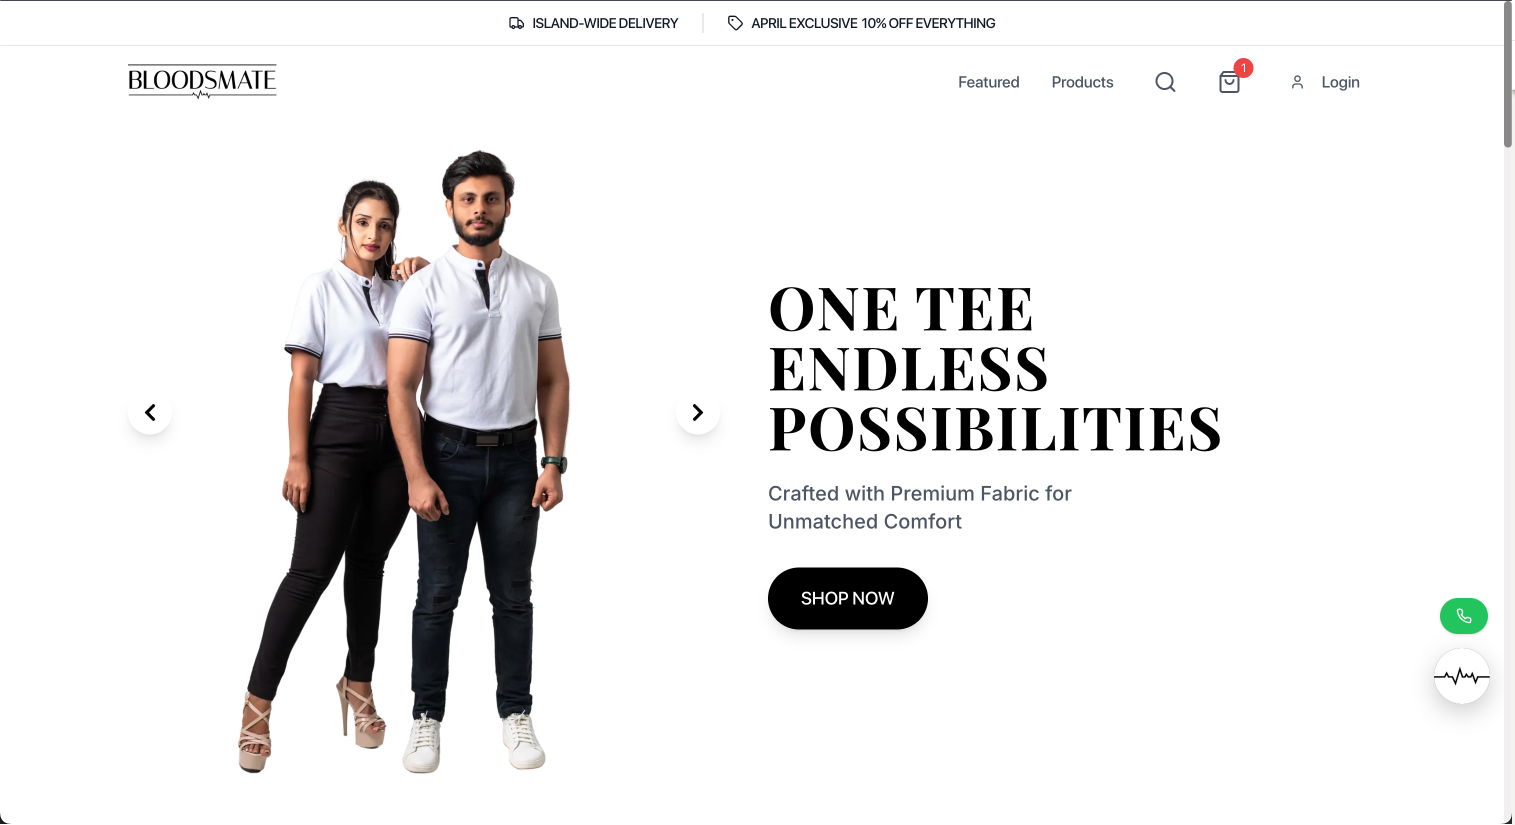 ISLAND-WIDE DELIVERY
APRIL EXCLUSIVE 10% OFF EVERYTHING
BLOODSMATE
Featured
Products
1
Login
ONE TEE
ENDLESS
POSSIBILITIES
Crafted with Premium Fabric for
Unmatched Comfort
SHOP NOW